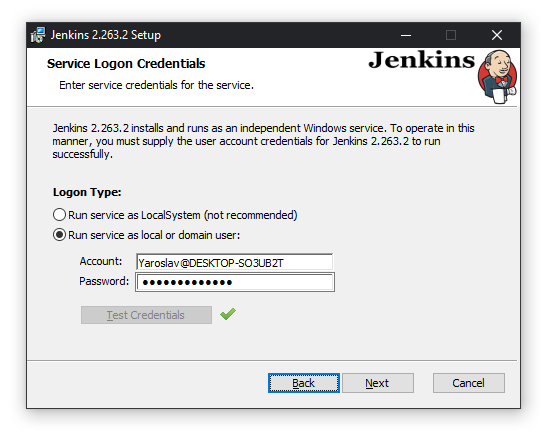 Jenkins 2.263.2 Setup
Service Logon Credentials
Jenkins
Enter service credentials for the service.
Jenkins 2.263.2 installs and runs as an independent Windows service. To operate in this
manner, you must supply the user account credentials for Jenkins 2.263.2 to run
successfully.
Logon Type:
Run service as LocalSystem (not recommended)
Run service as local or domain user:
Account: Yaroslav@DESKTOP-SO3UB2T
Password: ●●●●●●●●●●●●●
Test Credentials
Back Next Cancel